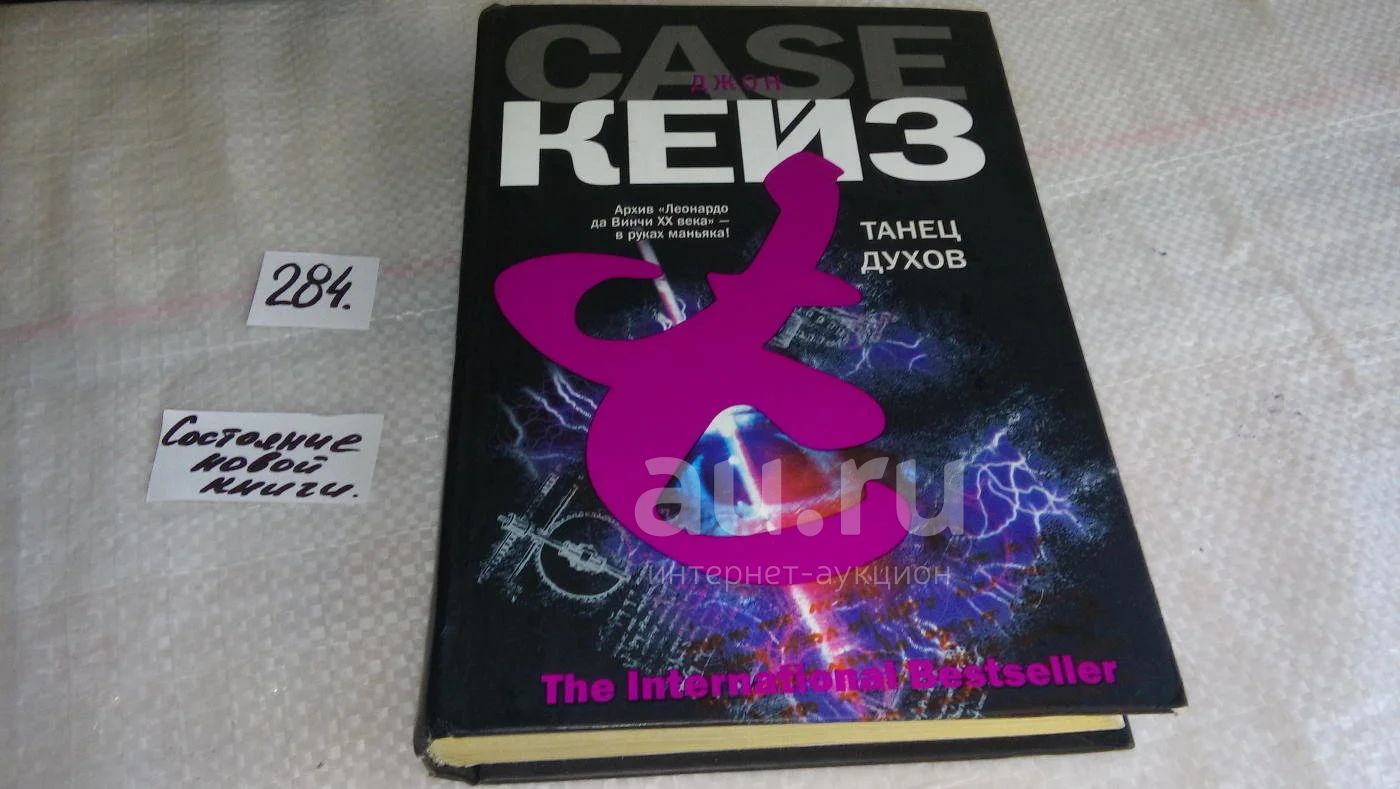 CASE
ДЖОН
КЕЙЗ
Архив «Леонардо
да Винчи XX века» –
в руках маньяка!
ТАНЕЦ
ДУХОВ
284.
Состояние
новой
книги.
au.ru
интернет-аукцион
The International Bestseller